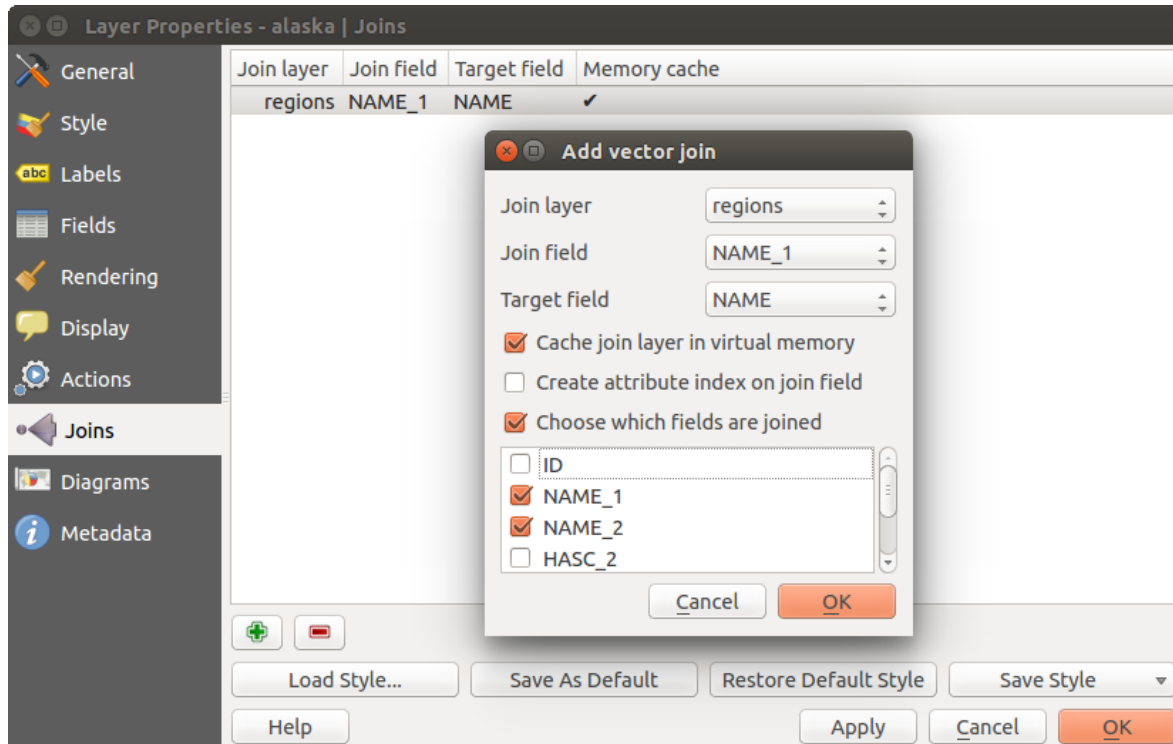 Layer Properties - alaska | Joins
General
Style
abc Labels
Fields
Rendering
Display
Actions
Joins
Diagrams
Metadata
Join layer Join field Target field Memory cache
regions NAME_1 NAME ✔
Add vector join
Join layer regions
Join field NAME_1
Target field NAME
Cache join layer in virtual memory
Create attribute index on join field
Choose which fields are joined
ID
NAME_1
NAME_2
HASC_2
Cancel OK
Load Style... Save As Default Restore Default Style Save Style
Help Apply Cancel OK